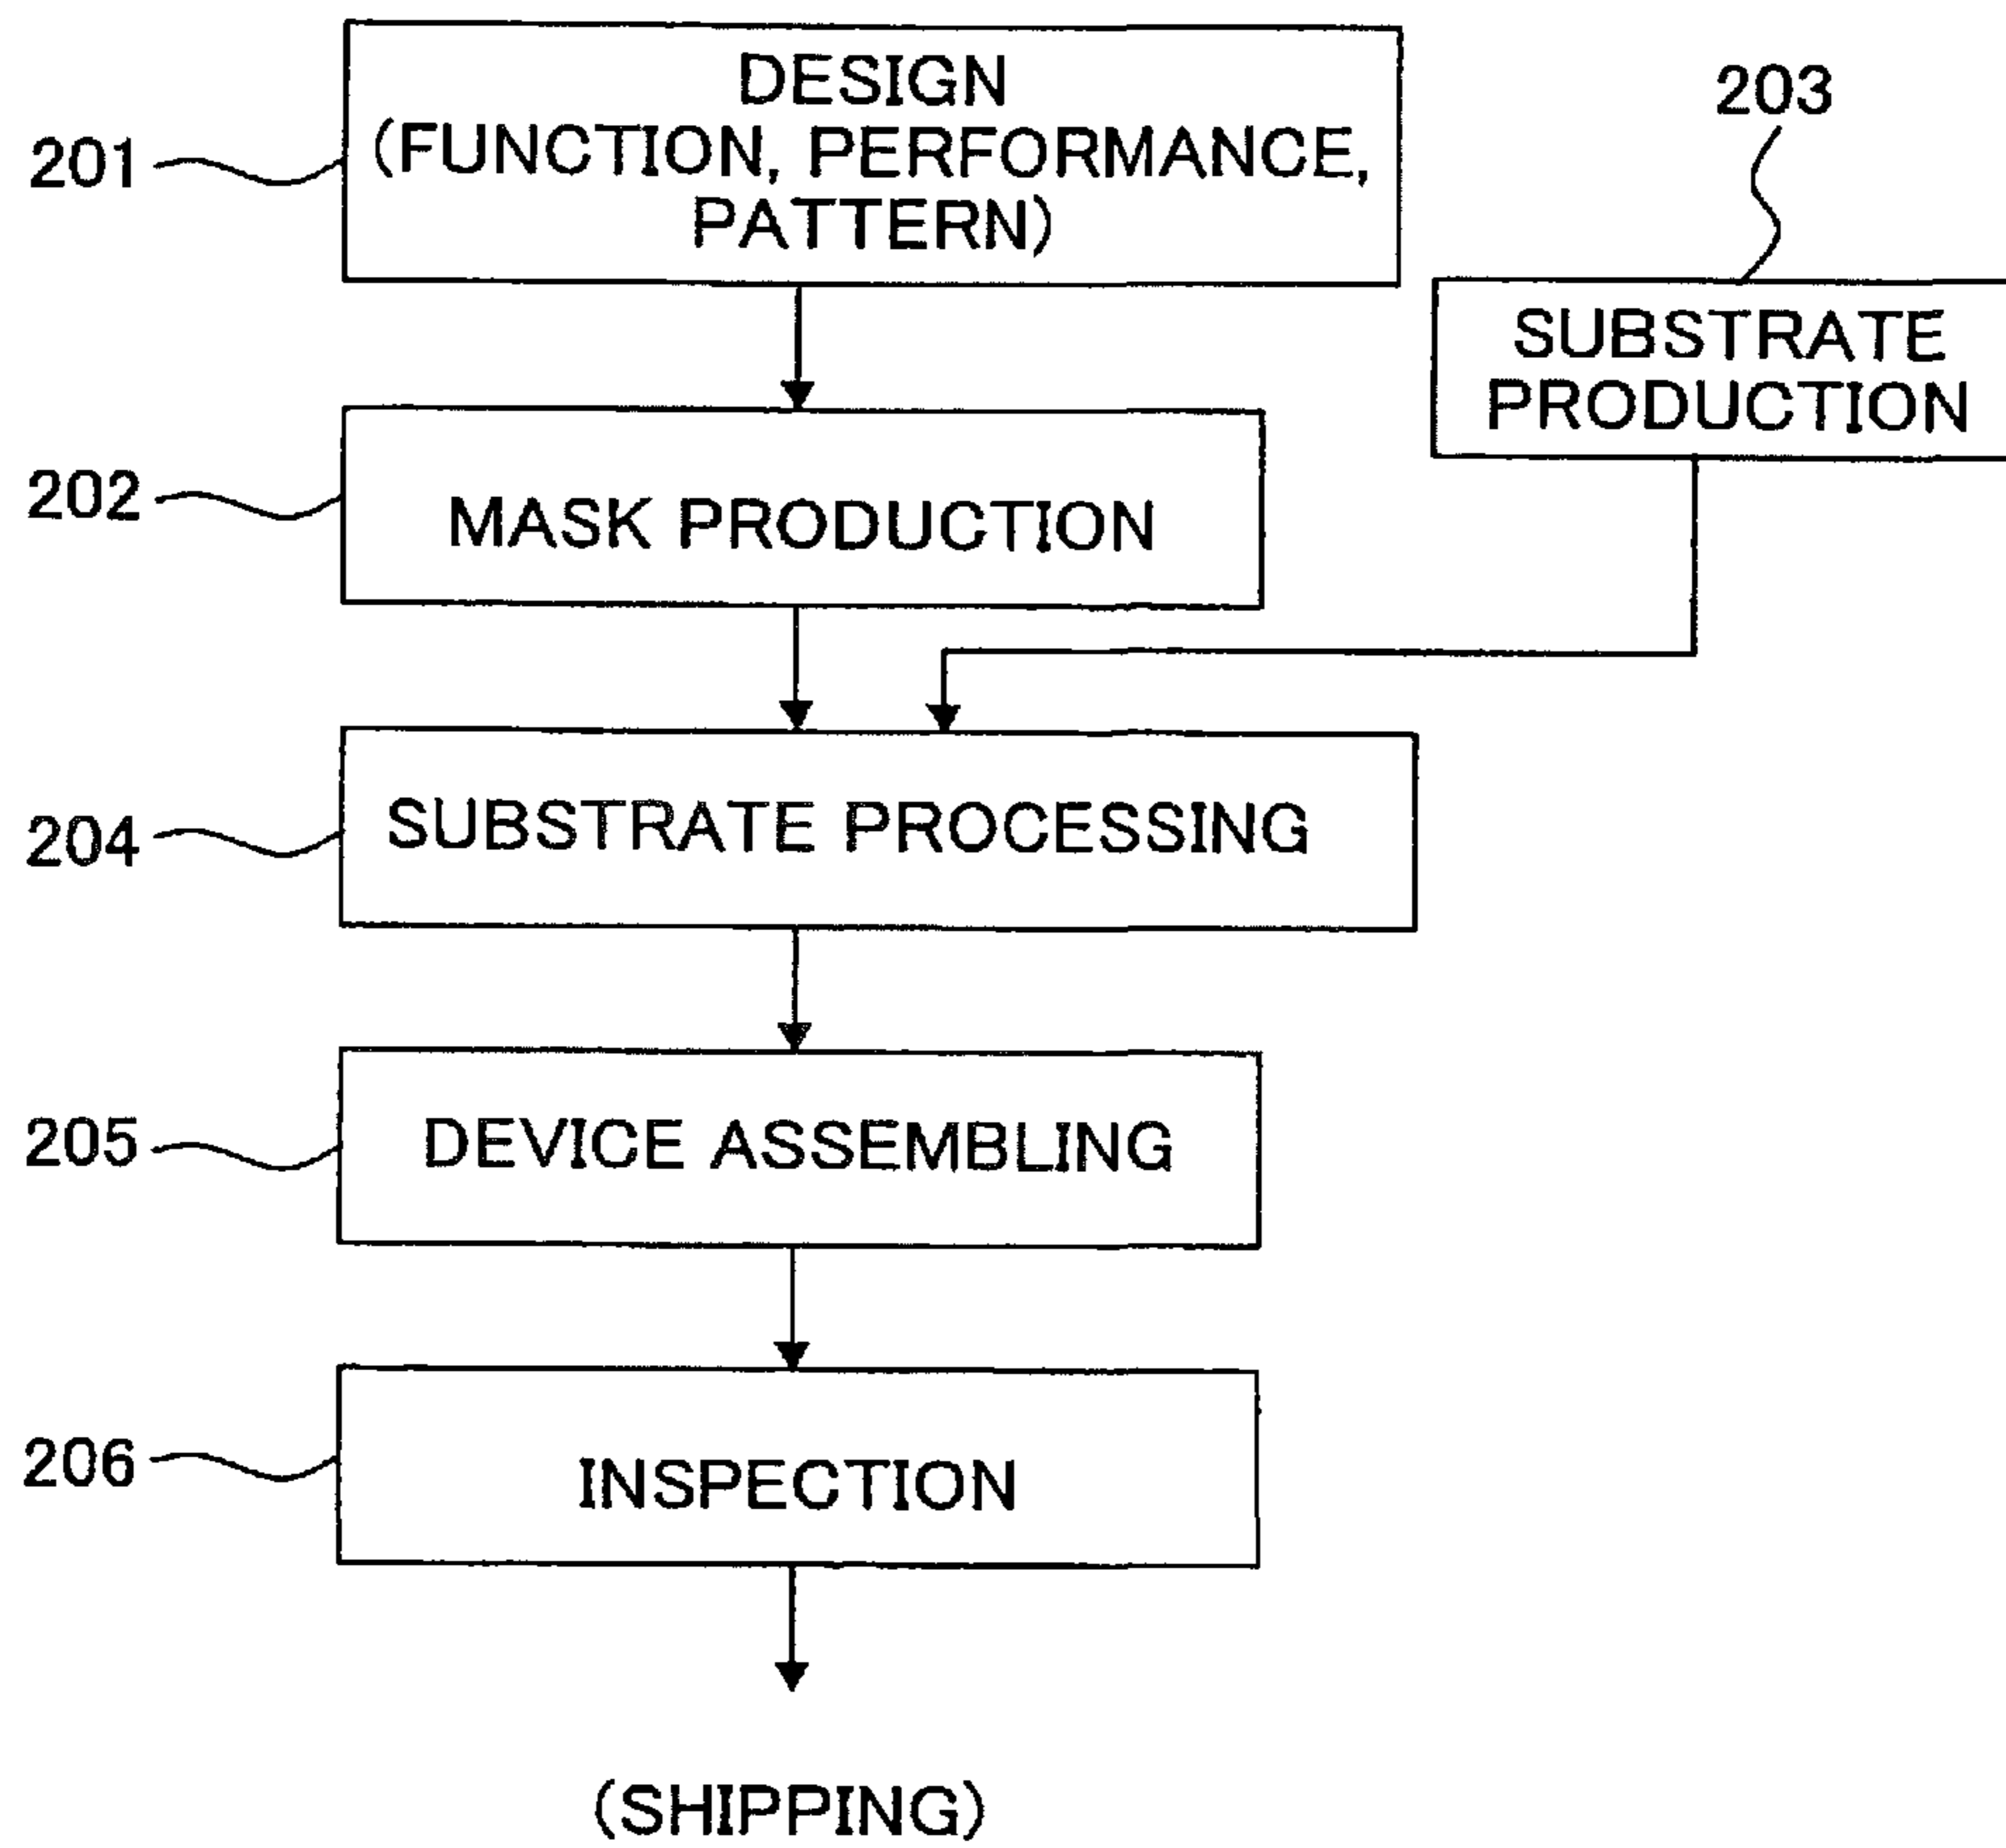 DESIGN
(FUNCTION, PERFORMANCE,
PATTERN)
201
203
SUBSTRATE
PRODUCTION
202
MASK PRODUCTION
204
SUBSTRATE PROCESSING
205
DEVICE ASSEMBLING
206
INSPECTION
(SHIPPING)